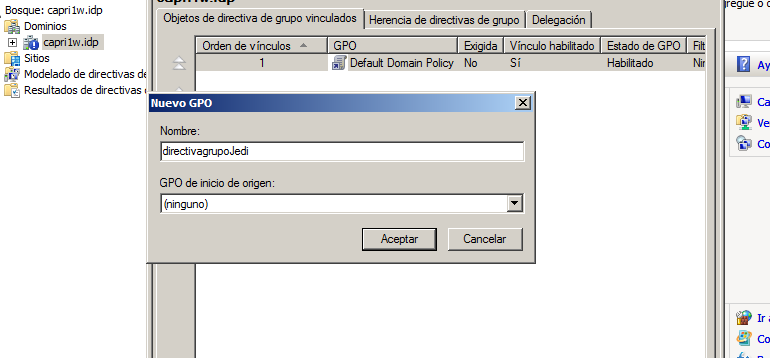 Bosque: capri1w.idp
Dominios
capri1w.idp
Sitios
Modelado de directivas de
Resultados de directivas
capri1w.idp
Objetos de directiva de grupo vinculados
Herencia de directivas de grupo
Delegación
Orden de vínculos GPO Exigida Vínculo habilitado Estado de GPO Filt
1 Default Domain Policy No Sí Habilitado Nin
Nuevo GPO
Nombre:
directivagrupoJedi
GPO de inicio de origen:
(ninguno)
Aceptar
Cancelar
regue o
Ay
Ca
Ve
Co
Ir a
Co